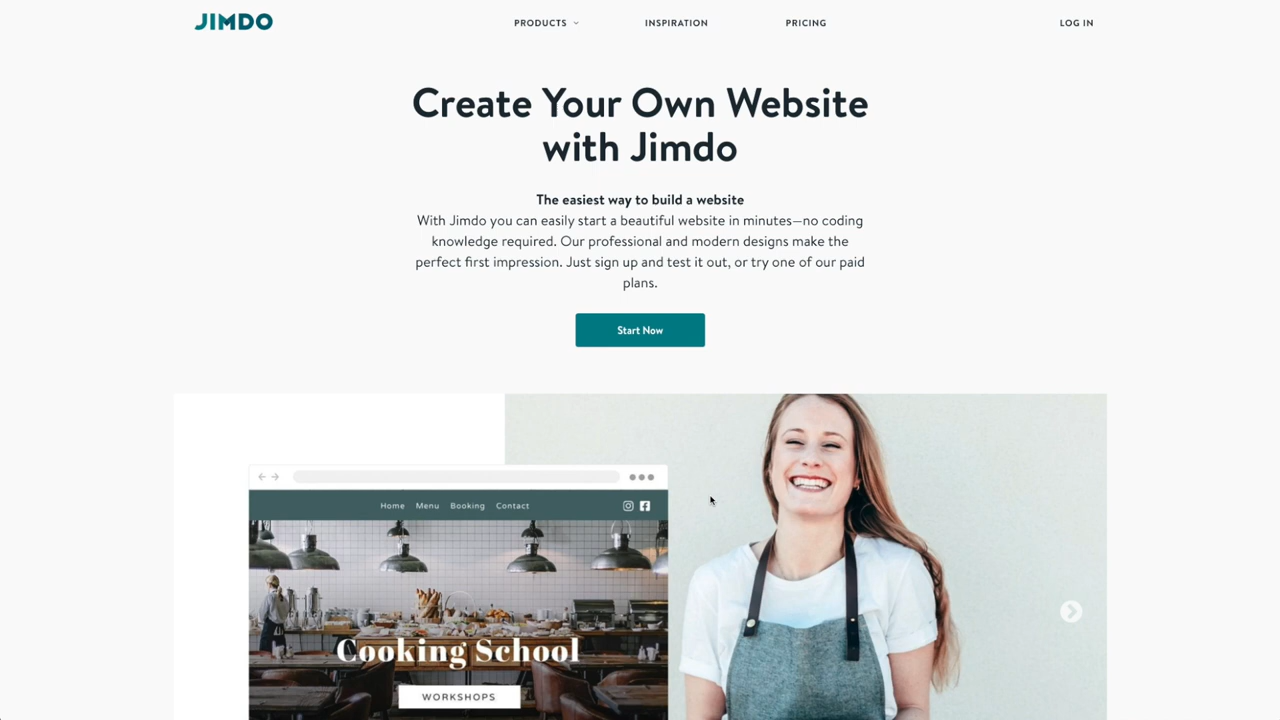 JIMDO
PRODUCTS
INSPIRATION
PRICING
LOG IN
Create Your Own Website
with Jimdo
The easiest way to build a website
With Jimdo you can easily start a beautiful website in minutes—no coding
knowledge required. Our professional and modern designs make the
perfect first impression. Just sign up and test it out, or try one of our paid
plans.
Start Now
Home Menu Booking Contact
Cooking School
WORKSHOPS